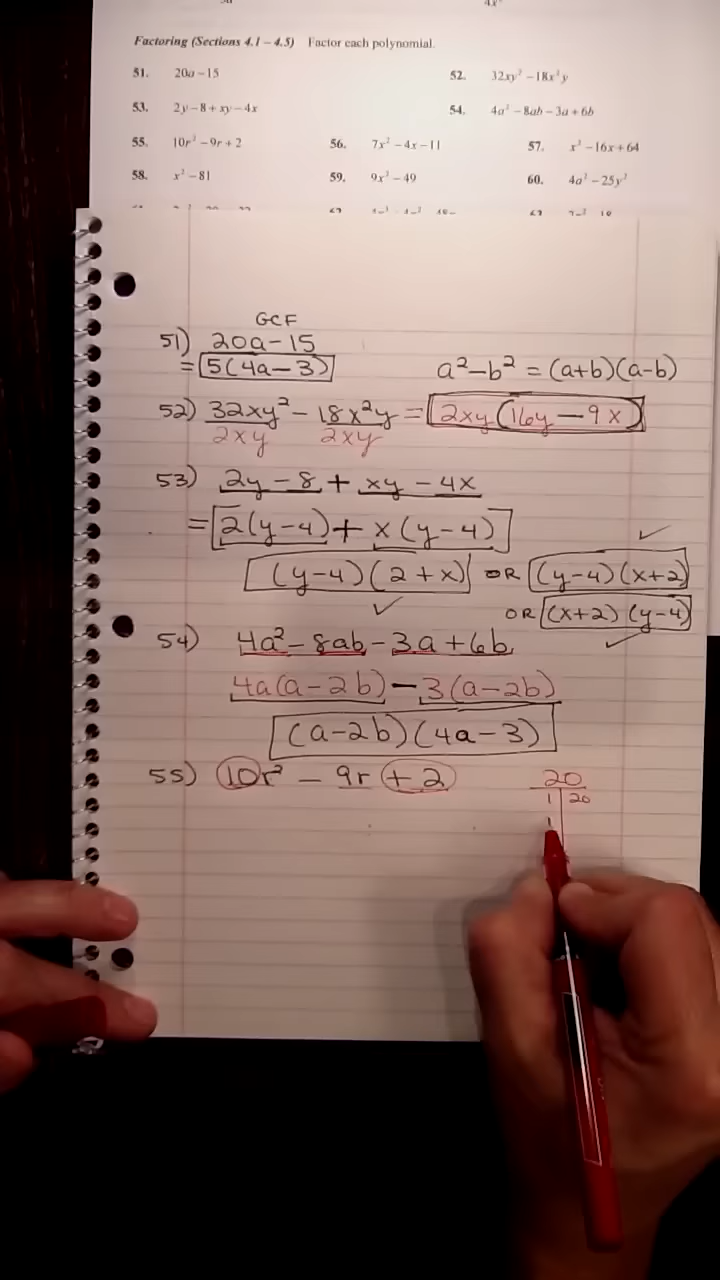 Factoring (Sections 4.1 – 4.5) Factor each polynomial.
51. 20a – 15
52. 32xy² – 18x²y
53. 2y – 8 + xy – 4x
54. 4a² – 8ab – 3a + 6b
55. 10r² – 9r + 2
56. 7x² – 4x – 11
57. x² – 16x + 64
58. x² – 81
59. 9x² – 49
60. 4a² – 25y²
GCF
51) 20a – 15
= 5(4a – 3)
a² – b² = (a+b)(a-b)
52) 32xy² – 18x²y = 2xy(16y – 9x)
2xy 2xy
53) 2y – 8 + xy – 4x
= 2(y-4) + x(y-4)
(y-4)(2+x) OR (y-4)(x+2) ✓
✓ OR (x+2)(y-4)
✓
54) 4a² – 8ab – 3a + 6b
4a(a-2b) – 3(a-2b)
(a-2b)(4a-3)
55) 10r² – 9r + 2
20
1 20